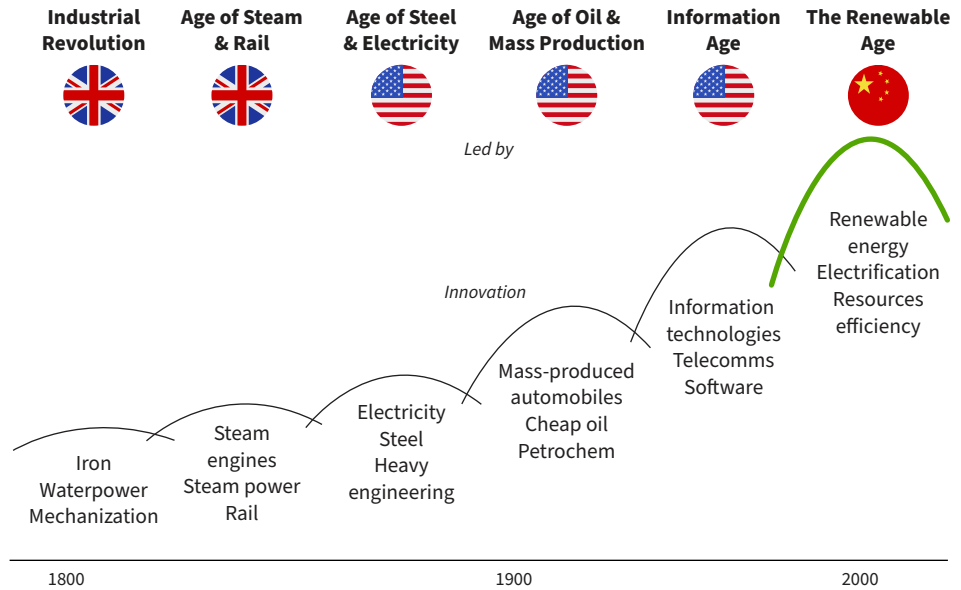 Industrial
Revolution
Age of Steam
& Rail
Age of Steel
& Electricity
Age of Oil &
Mass Production
Information
Age
The Renewable
Age
Led by
Innovation
Iron
Waterpower
Mechanization
Steam
engines
Steam power
Rail
Electricity
Steel
Heavy
engineering
Mass-produced
automobiles
Cheap oil
Petrochem
Information
technologies
Telecomms
Software
Renewable
energy
Electrification
Resources
efficiency
1800
1900
2000